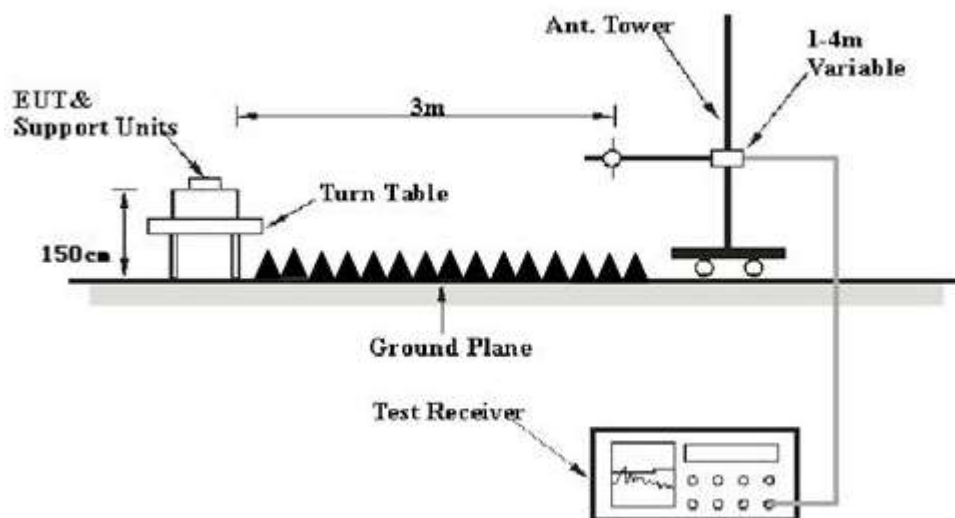 Ant. Tower
1-4m
Variable
EUT&
Support Units
3m
Turn Table
150cm
Ground Plane
Test Receiver